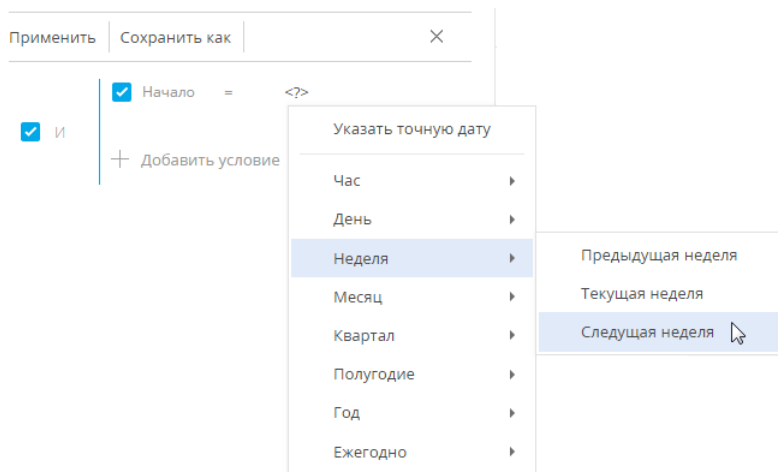 Применить Сохранить как
Начало = <?>
И
Добавить условие
Указать точную дату
Час
День
Неделя
Месяц
Квартал
Полугодие
Год
Ежегодно
Предыдущая неделя
Текущая неделя
Следущая неделя